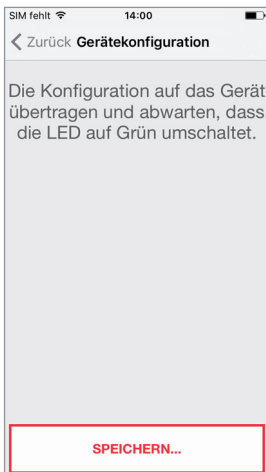 SIM fehlt 14:00
Zurück Gerätekonfiguration
Die Konfiguration auf das Gerät
übertragen und abwarten, dass
die LED auf Grün umschaltet.
SPEICHERN...